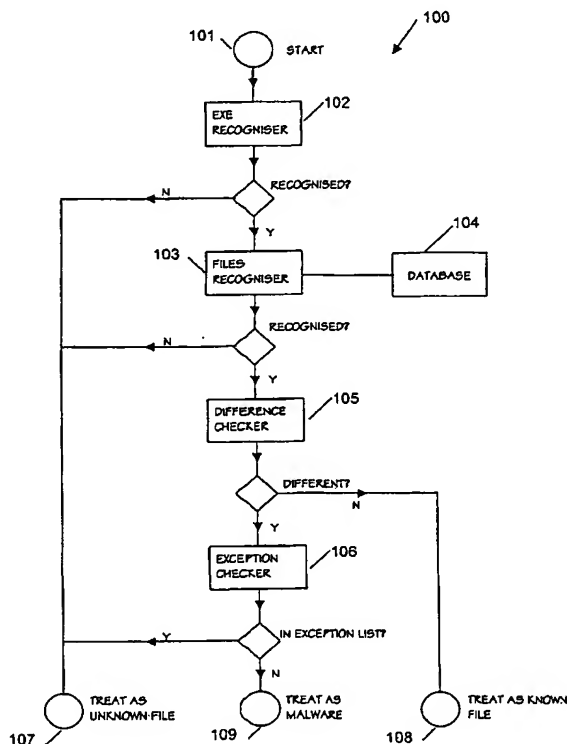 100
101
START
102
EXE
RECOGNISER
RECOGNISED?
N
Y
103
FILES
RECOGNISER
104
DATABASE
RECOGNISED?
N
Y
105
DIFFERENCE
CHECKER
DIFFERENT?
N
Y
106
EXCEPTION
CHECKER
IN EXCEPTION LIST?
Y
N
TREAT AS
UNKNOWN FILE
107
TREAT AS
MALWARE
109
TREAT AS KNOWN
FILE
108